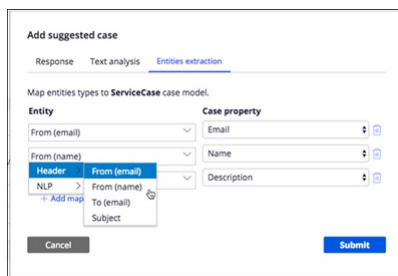 Add suggested case
Response Text analysis Entities extraction
Map entities types to ServiceCase case model.
Entity Case property
From (email) Email
From (name) Name
Header From (email) Description
NLP From (name)
To (email)
Subject
+ Add map
Cancel Submit